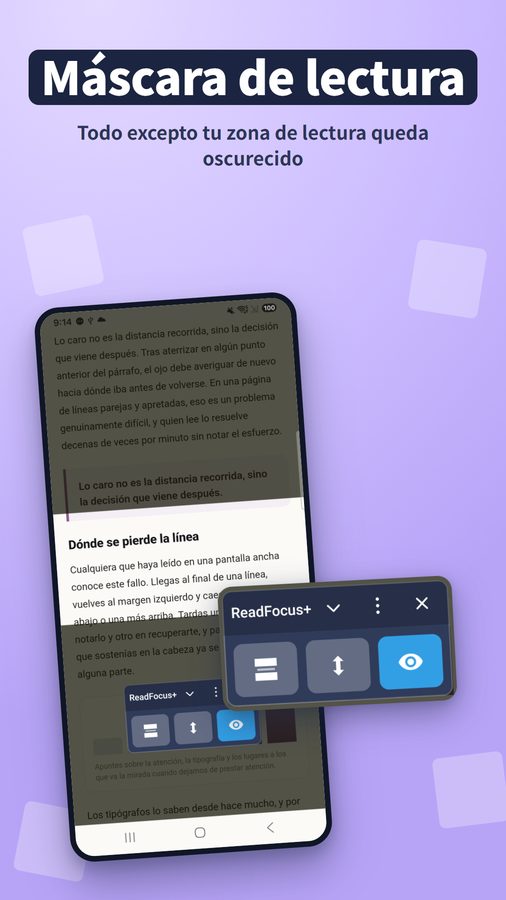 Máscara de lectura
Todo excepto tu zona de lectura queda
oscurecido
9:14
100
Lo caro no es la distancia recorrida, sino la decisión
que viene después. Tras aterrizar en algún punto
anterior del párrafo, el ojo debe averiguar de nuevo
hacia dónde iba antes de volverse. En una página
de líneas parejas y apretadas, eso es un problema
genuinamente difícil, y quien lee lo resuelve
decenas de veces por minuto sin notar el esfuerzo.
Lo caro no es la distancia recorrida, sino
la decisión que viene después.
Dónde se pierde la línea
Cualquiera que haya leído en una pantalla ancha
conoce este fallo. Llegas al final de una línea,
vuelves al margen izquierdo y cae
abajo o una más arriba. Tardas
notarlo y otro en recuperarte, y
que sostenías en la cabeza ya se
alguna parte.
ReadFocus+
ReadFocus+
Apuntes sobre la atención, la tipografía y los lugares a los
que va la mirada cuando dejamos de prestar atención.
Los tipógrafos lo saben desde hace mucho, y por